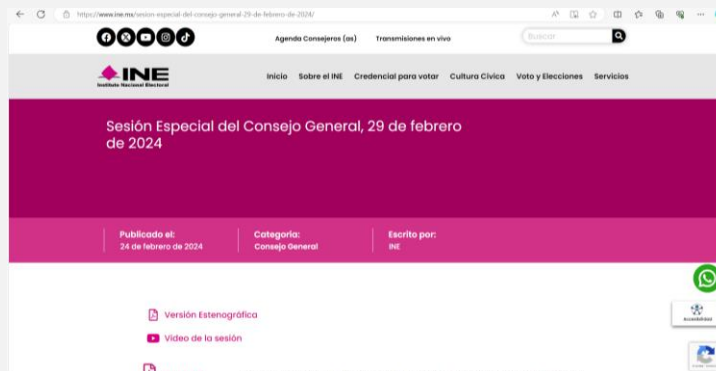 https://www.ine.mx/sesion-especial-del-consejo-general-29-de-febrero-de-2024/
Agenda Consejeros (as) Transmisiones en vivo Buscar
INE
Instituto Nacional Electoral
Inicio Sobre el INE Credencial para votar Cultura Cívica Voto y Elecciones Servicios
Sesión Especial del Consejo General, 29 de febrero
de 2024
Publicado el: Categoría: Escrito por:
24 de febrero de 2024 Consejo General INE
Versión Estenográfica
Video de la sesión
Accesibilidad